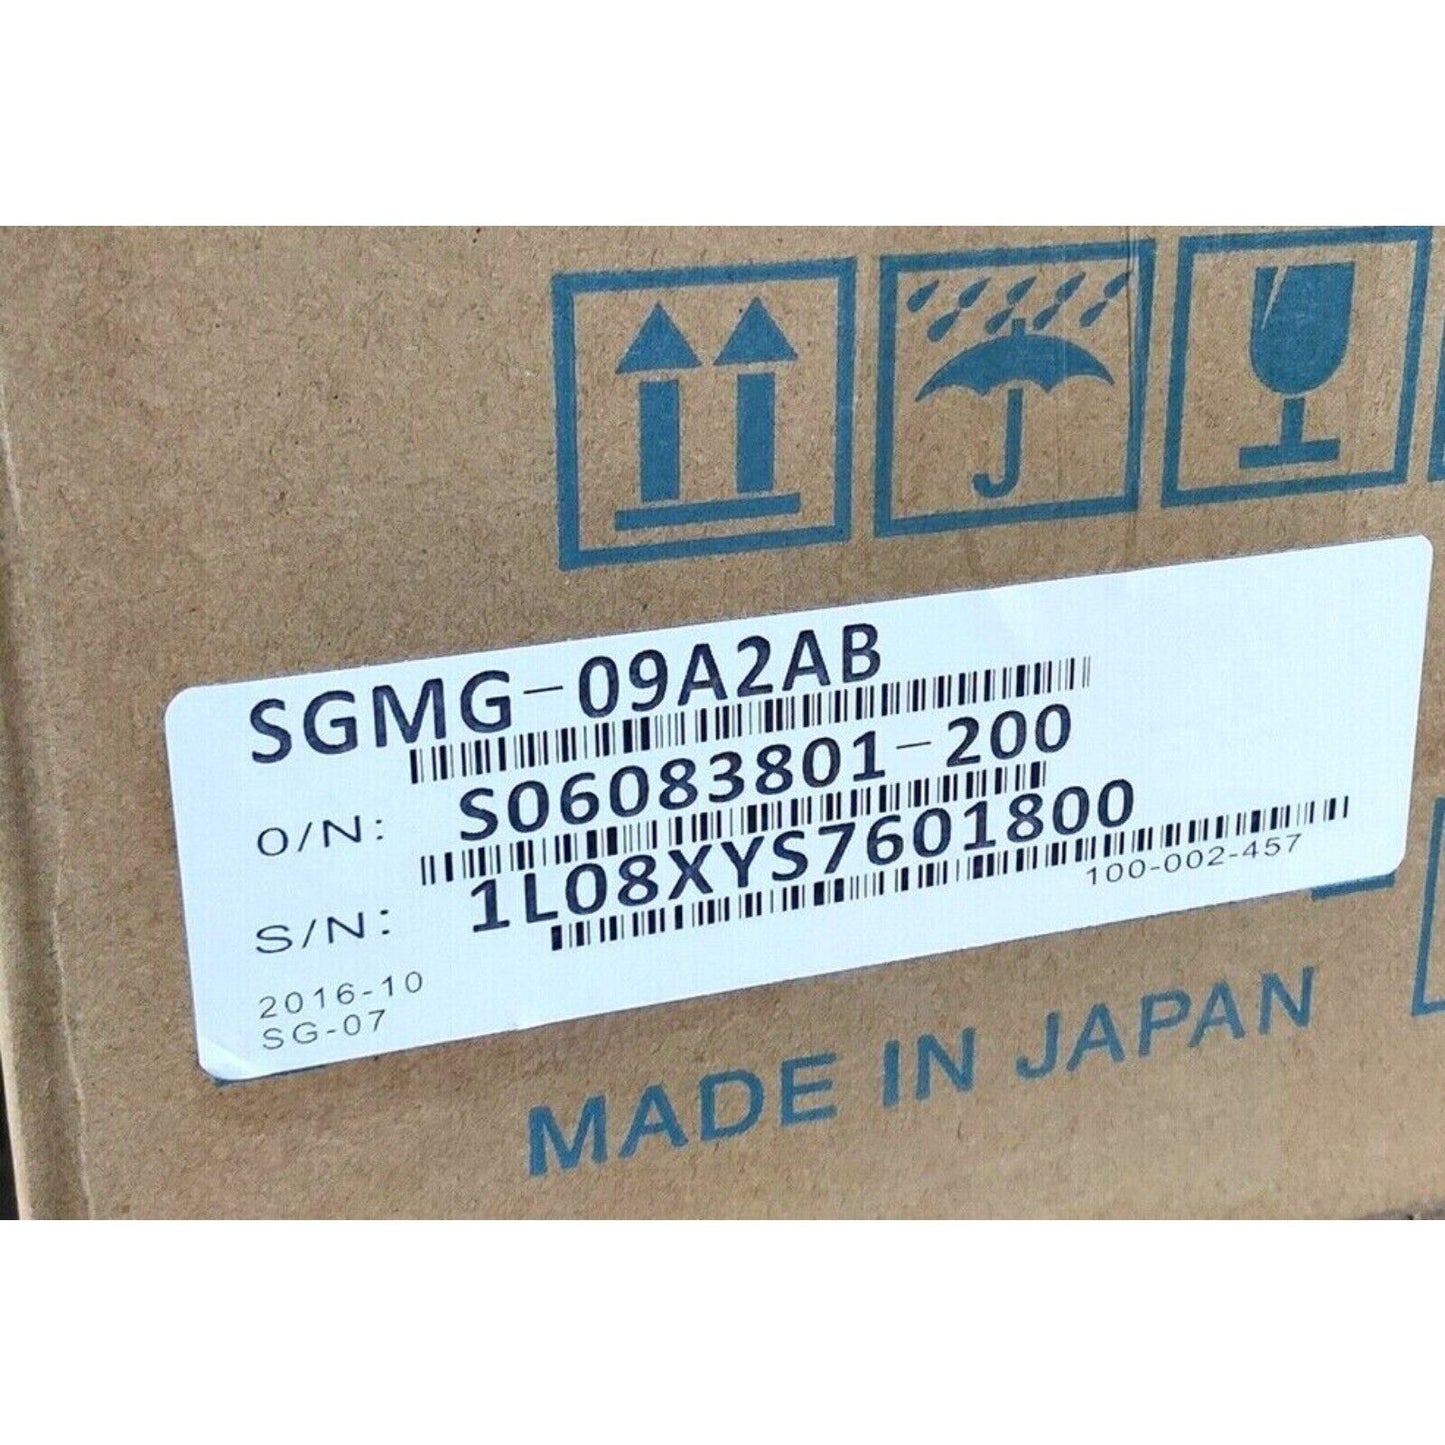 SGMG-09A2AB
O/N: S06083801-200
S/N: 1L08XYS7601800
100-002-457
2016-10
SG-07
MADE IN JAPAN